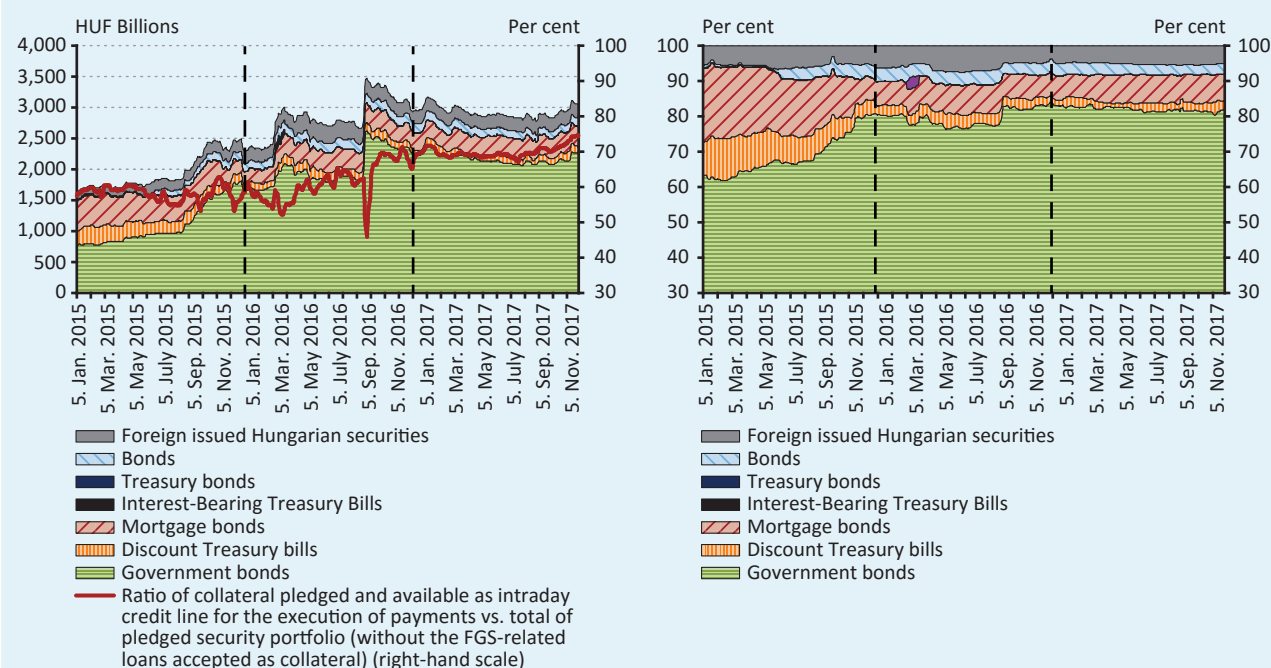 HUF Billions Per cent
4,000 100
3,500 90
3,000 80
2,500 70
2,000
1,500 60
1,000 50
500 40
0 30
5. Jan. 2015
5. Mar. 2015
5. May 2015
5. July 2015
5. Sep. 2015
5. Nov. 2015
5. Jan. 2016
5. Mar. 2016
5. May 2016
5. July 2016
5. Sep. 2016
5. Nov. 2016
5. Jan. 2017
5. Mar. 2017
5. May 2017
5. July 2017
5. Sep. 2017
5. Nov. 2017
Foreign issued Hungarian securities
Bonds
Treasury bonds
Interest-Bearing Treasury Bills
Mortgage bonds
Discount Treasury bills
Government bonds
Ratio of collateral pledged and available as intraday
credit line for the execution of payments vs. total of
pledged security portfolio (without the FGS-related
loans accepted as collateral) (right-hand scale)
Per cent Per cent
100 100
90 90
80 80
70 70
60 60
50 50
40 40
30 30
5. Jan. 2015
5. Mar. 2015
5. May 2015
5. July 2015
5. Sep. 2015
5. Nov. 2015
5. Jan. 2016
5. Mar. 2016
5. May 2016
5. July 2016
5. Sep. 2016
5. Nov. 2016
5. Jan. 2017
5. Mar. 2017
5. May 2017
5. July 2017
5. Sep. 2017
5. Nov. 2017
Foreign issued Hungarian securities
Bonds
Treasury bonds
Interest-Bearing Treasury Bills
Mortgage bonds
Discount Treasury bills
Government bonds